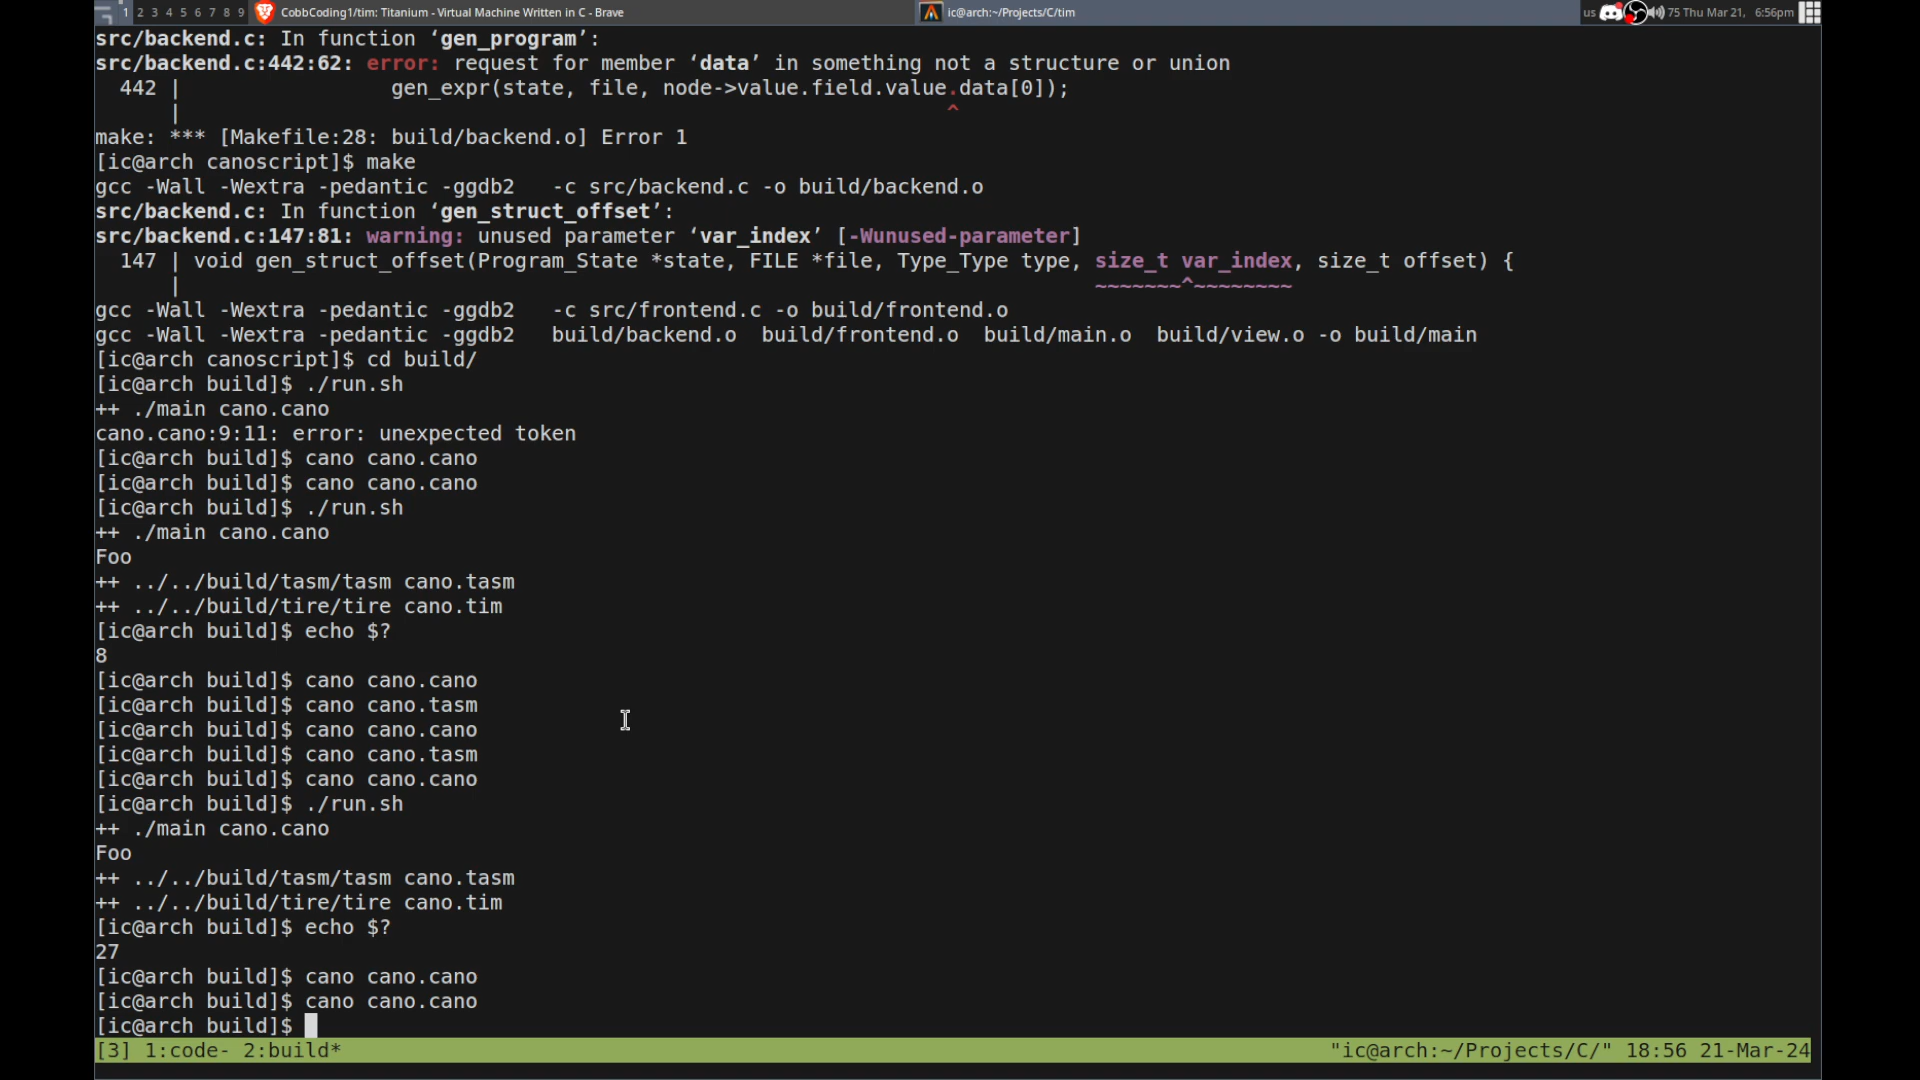 1 2 3 4 5 6 7 8 9 CobbCoding1/tim: Titanium - Virtual Machine Written in C - Brave ic@arch:~/Projects/C/tim us 75 Thu Mar 21, 6:56pm
src/backend.c: In function ‘gen_program’:
src/backend.c:442:62: error: request for member ‘data’ in something not a structure or union
442 | gen_expr(state, file, node->value.field.value.data[0]);
| ^
make: *** [Makefile:28: build/backend.o] Error 1
[ic@arch canoscript]$ make
gcc -Wall -Wextra -pedantic -ggdb2 -c src/backend.c -o build/backend.o
src/backend.c: In function ‘gen_struct_offset’:
src/backend.c:147:81: warning: unused parameter ‘var_index’ [-Wunused-parameter]
147 | void gen_struct_offset(Program_State *state, FILE *file, Type_Type type, size_t var_index, size_t offset) {
| ~~~~~~~^~~~~~~~~
gcc -Wall -Wextra -pedantic -ggdb2 -c src/frontend.c -o build/frontend.o
gcc -Wall -Wextra -pedantic -ggdb2 build/backend.o build/frontend.o build/main.o build/view.o -o build/main
[ic@arch canoscript]$ cd build/
[ic@arch build]$ ./run.sh
++ ./main cano.cano
cano.cano:9:11: error: unexpected token
[ic@arch build]$ cano cano.cano
[ic@arch build]$ cano cano.cano
[ic@arch build]$ ./run.sh
++ ./main cano.cano
Foo
++ ../../build/tasm/tasm cano.tasm
++ ../../build/tire/tire cano.tim
[ic@arch build]$ echo $?
8
[ic@arch build]$ cano cano.cano
[ic@arch build]$ cano cano.tasm
[ic@arch build]$ cano cano.cano
[ic@arch build]$ cano cano.tasm
[ic@arch build]$ cano cano.cano
[ic@arch build]$ ./run.sh
++ ./main cano.cano
Foo
++ ../../build/tasm/tasm cano.tasm
++ ../../build/tire/tire cano.tim
[ic@arch build]$ echo $?
27
[ic@arch build]$ cano cano.cano
[ic@arch build]$ cano cano.cano
[ic@arch build]$
[3] 1:code- 2:build* "ic@arch:~/Projects/C/" 18:56 21-Mar-24